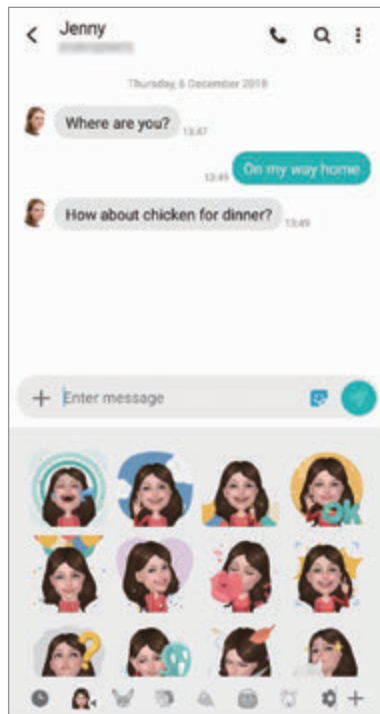 Jenny
Thursday, 6 December 2018
Where are you?
13:47
On my way home
13:49
How about chicken for dinner?
13:49
Enter message
OK